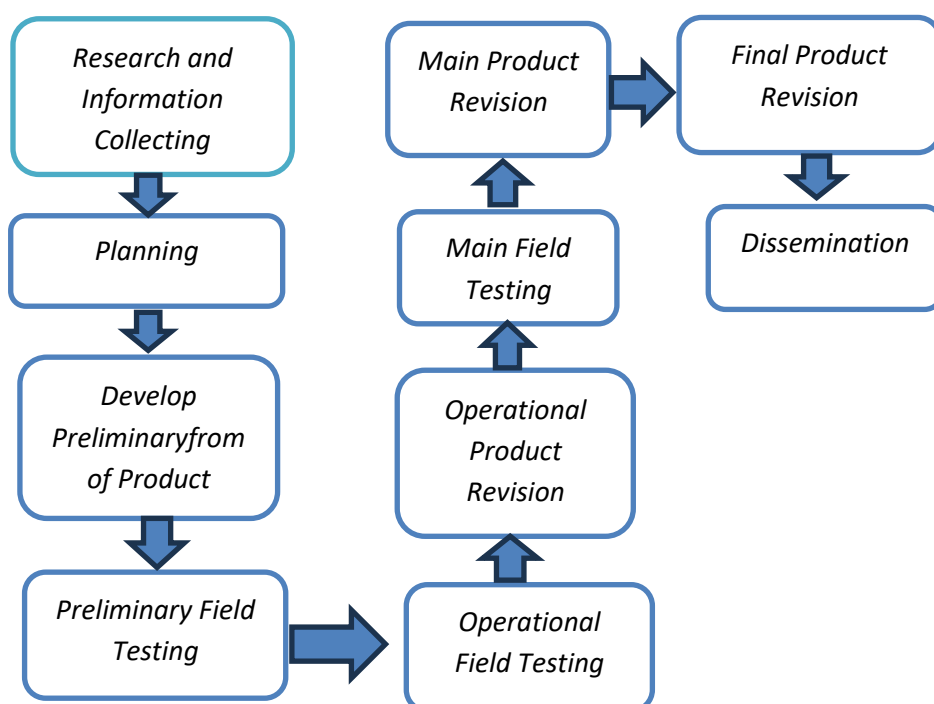 Research and
Information
Collecting
Planning
Develop
Preliminaryfrom
of Product
Preliminary Field
Testing
Operational
Field Testing
Operational
Product
Revision
Main Field
Testing
Main Product
Revision
Final Product
Revision
Dissemination